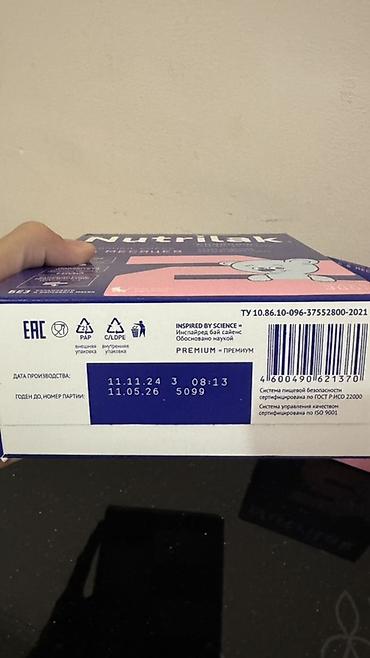 Nutrilak
МЕСЯЦЕВ
БЕЗ
ТУ 10.86.10-096-37552800-2021
EAC
21
PAP
C/LDPE
внешняя
упаковка
внутренняя
упаковка
INSPIRED BY SCIENCE =
Инспайред бай сайенс
Обосновано наукой
PREMIUM = ПРЕМИУМ
4 600490 621370
ДАТА ПРОИЗВОДСТВА:
11.11.24 3 08:13
ГОДЕН ДО, НОМЕР ПАРТИИ:
11.05.26 5099
Система пищевой безопасности
сертифицирована по ГОСТ Р ИСО 22000
Система управления качеством
сертифицирована по ISO 9001